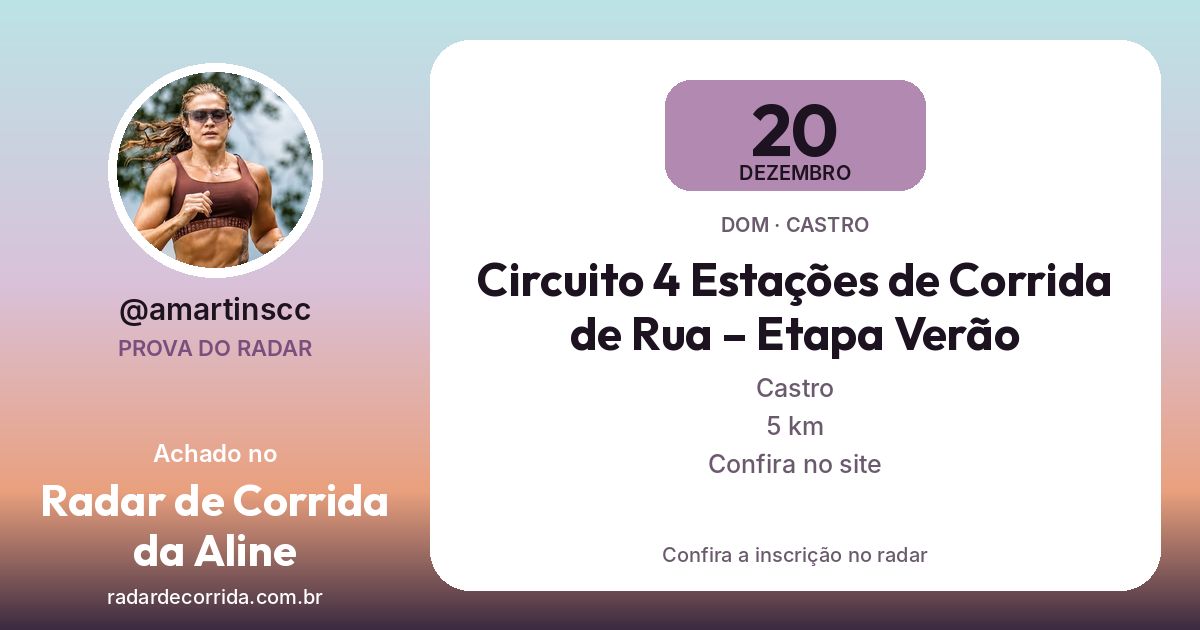 @amartinscc
PROVA DO RADAR
Achado no
Radar de Corrida
da Aline
radardecorrida.com.br
20
DEZEMBRO
DOM · CASTRO
Circuito 4 Estações de Corrida
de Rua – Etapa Verão
Castro
5 km
Confira no site
Confira a inscrição no radar